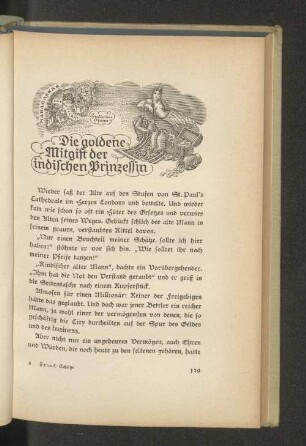 Die goldene
Mitgift der
indischen Prinzessin
Wieder saß der Alte auf den Stufen von St. Paul's
Cathedrale im Herzen Londons und bettelte. Und wieder
kam wie schon so oft ein Hüter des Gesetzes und verwies
den Alten seines Weges. Gebückt schlich der alte Mann in
seinem grauen, verstaubten Kittel davon.
„Nur einen Bruchteil meiner Schätze sollte ich hier
haben!“ stöhnte er vor sich hin. „Wie solltet ihr nach
meiner Pfeife tanzen!“
„Kindischer alter Mann“, dachte ein Vorübergehender.
„Ihm hat die Not den Verstand geraubt“ und er griff in
die Seitentasche nach einem Kupferstück.
Almosen für einen Millionär! Keiner der Freigebigen
hätte das geglaubt. Und doch war jener Bettler ein reicher
Mann, ja wohl einer der vermögensten von denen, die so
geschäftig die City durcheilten auf der Spur des Geldes
und des Business.
Aber nicht nur ein ungeheures Vermögen, auch Ehren
und Würden, die noch heute zu den seltenen gehören, hatte
129